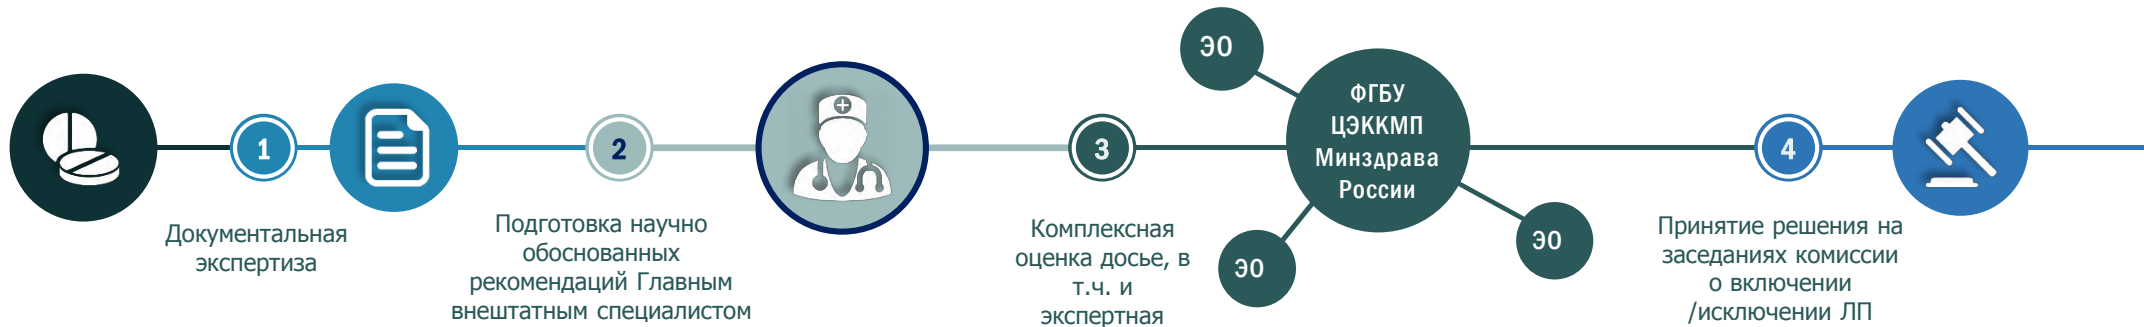 1
Документальная
экспертиза
2
Подготовка научно
обоснованных
рекомендаций Главным
внештатным специалистом
3
Комплексная
оценка досье, в
т.ч. и
экспертная
ЭО
ФГБУ
ЦЭККМП
Минздрава
России
ЭО
ЭО
4
Принятие решения на
заседаниях комиссии
о включении
/исключении ЛП